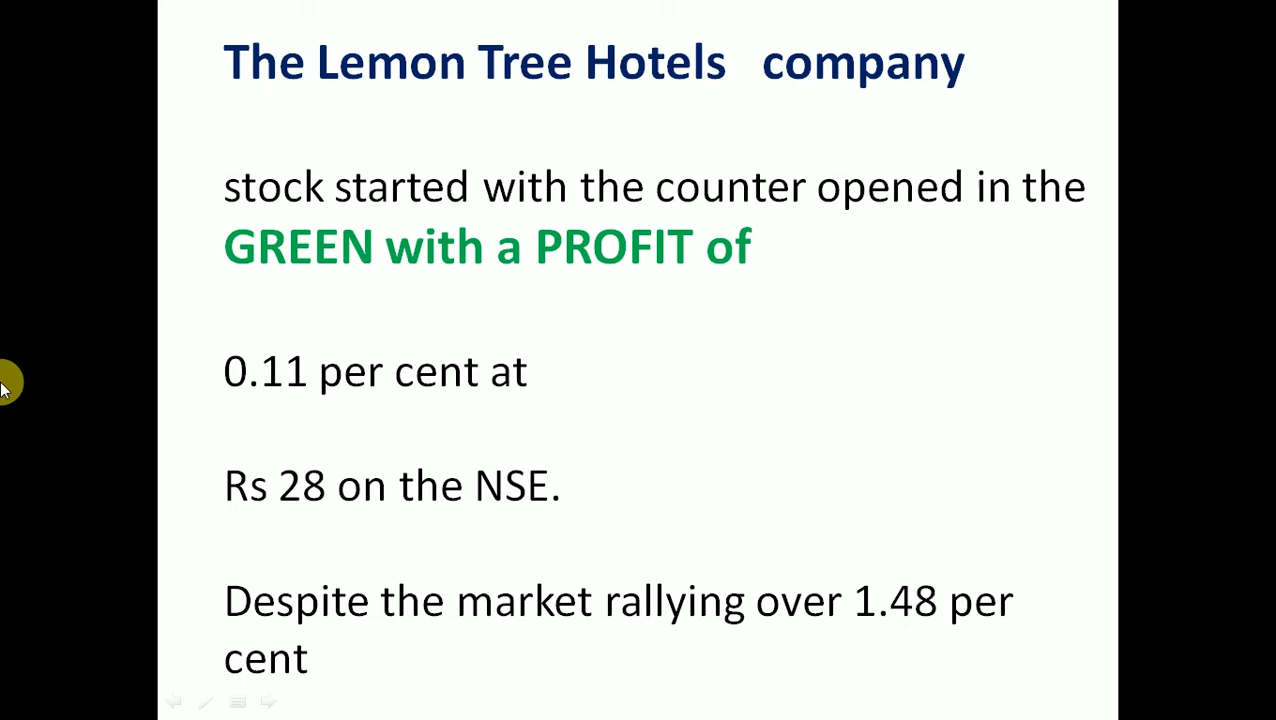 The Lemon Tree Hotels company
stock started with the counter opened in the
GREEN with a PROFIT of
0.11 per cent at
Rs 28 on the NSE.
Despite the market rallying over 1.48 per
cent